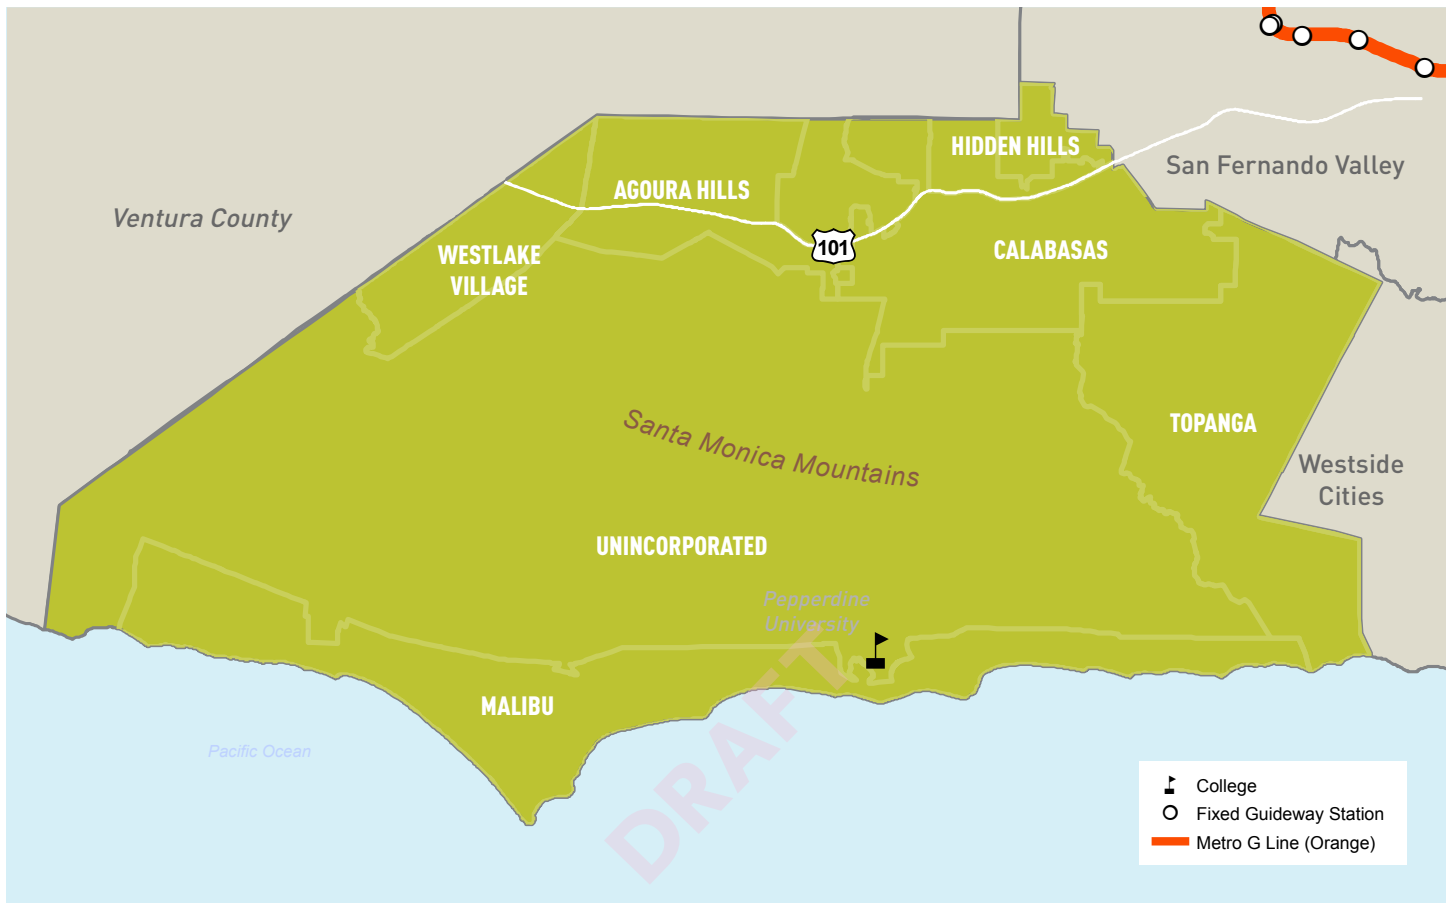 HIDDEN HILLS
San Fernando Valley
AGOURA HILLS
Ventura County
101
CALABASAS
WESTLAKE
VILLAGE
Santa Monica Mountains
TOPANGA
Westside
Cities
UNINCORPORATED
Pepperdine
University
MALIBU
Pacific Ocean
DRAFT
College
Fixed Guideway Station
Metro G Line (Orange)